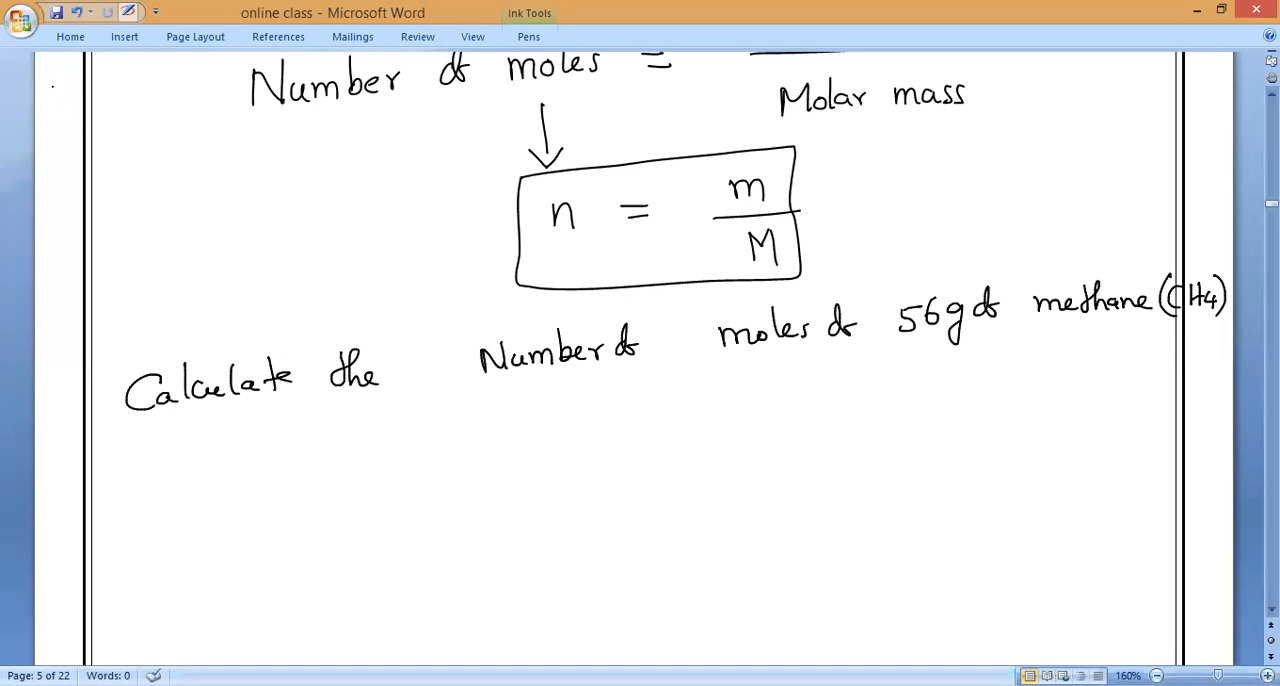 online class - Microsoft Word
Ink Tools
Home Insert Page Layout References Mailings Review View Pens
Number of moles =
Molar mass
n = m
M
Calculate the Number of moles of 56g of methane (CH4)
Page: 5 of 22 Words: 0 160%